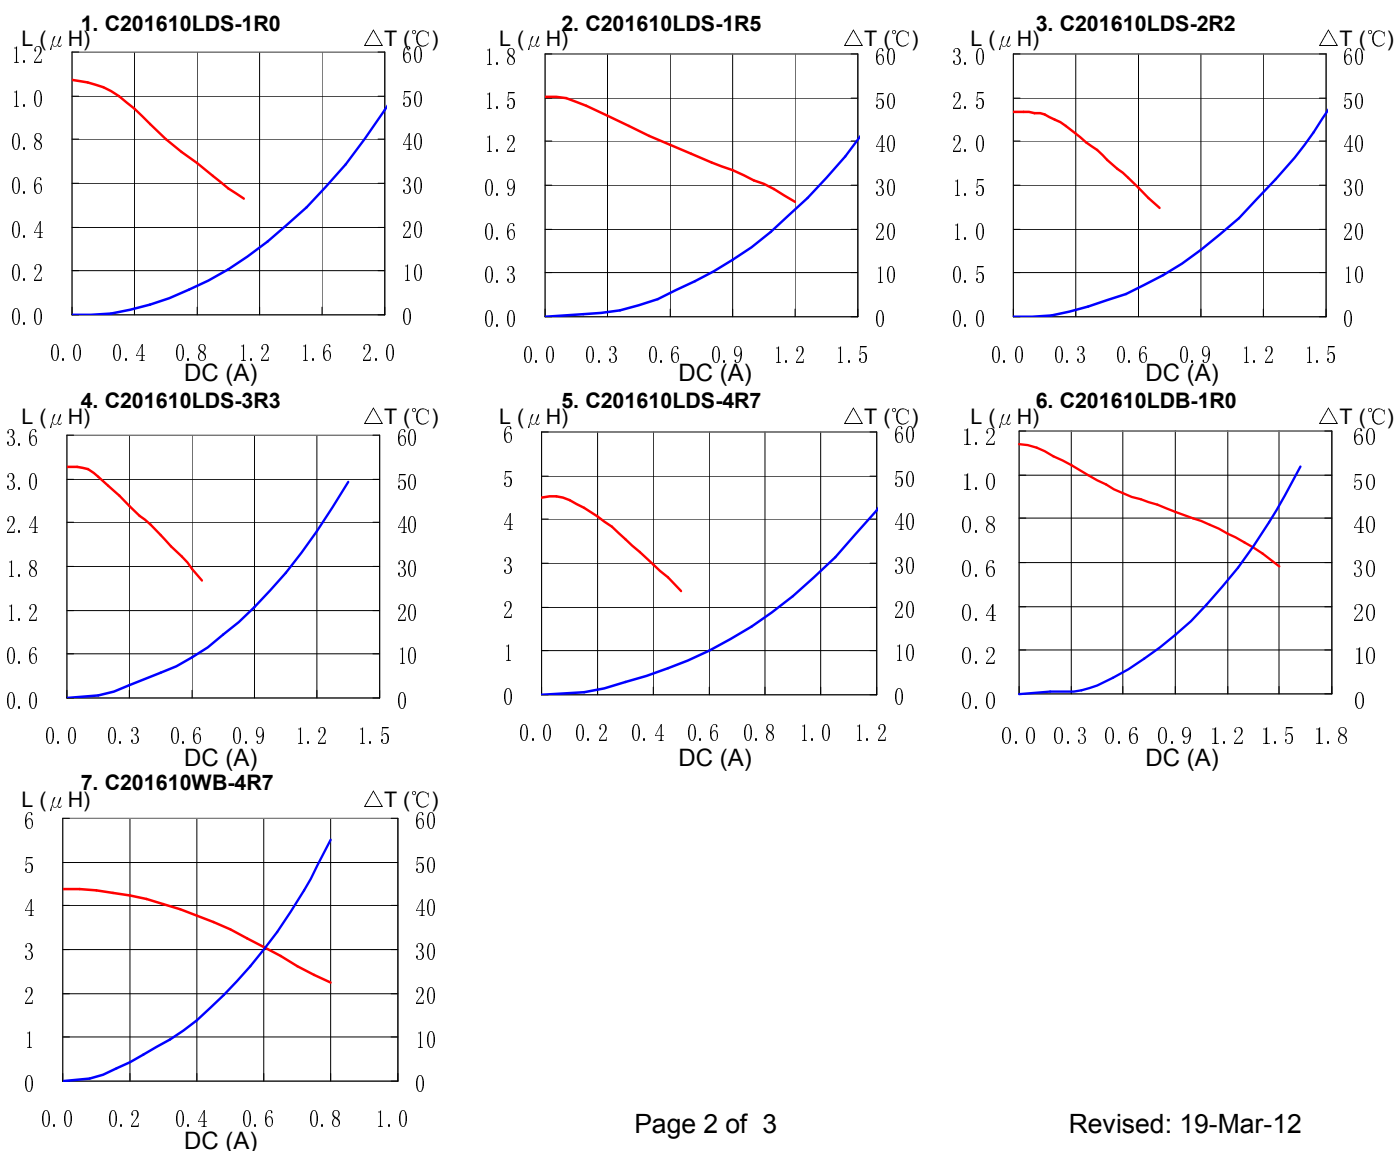 1. C201610LDS-1R0
L (μ H)
△T (℃)
1.2
1.0
0.8
0.6
0.4
0.2
0.0
60
50
40
30
20
10
0
0.0 0.4 0.8 1.2 1.6 2.0
DC (A)
2. C201610LDS-1R5
L (μ H)
△T (℃)
1.8
1.5
1.2
0.9
0.6
0.3
0.0
60
50
40
30
20
10
0
0.0 0.3 0.6 0.9 1.2 1.5
DC (A)
3. C201610LDS-2R2
L (μ H)
△T (℃)
3.0
2.5
2.0
1.5
1.0
0.5
0.0
60
50
40
30
20
10
0
0.0 0.3 0.6 0.9 1.2 1.5
DC (A)
4. C201610LDS-3R3
L (μ H)
△T (℃)
3.6
3.0
2.4
1.8
1.2
0.6
0.0
60
50
40
30
20
10
0
0.0 0.3 0.6 0.9 1.2 1.5
DC (A)
5. C201610LDS-4R7
L (μ H)
△T (℃)
6
5
4
3
2
1
0
60
50
40
30
20
10
0
0.0 0.2 0.4 0.6 0.8 1.0 1.2
DC (A)
6. C201610LDB-1R0
L (μ H)
△T (℃)
1.2
1.0
0.8
0.6
0.4
0.2
0.0
60
50
40
30
20
10
0
0.0 0.3 0.6 0.9 1.2 1.5 1.8
DC (A)
7. C201610WB-4R7
L (μ H)
△T (℃)
6
5
4
3
2
1
0
60
50
40
30
20
10
0
0.0 0.2 0.4 0.6 0.8 1.0
DC (A)
Page 2 of 3
Revised: 19-Mar-12